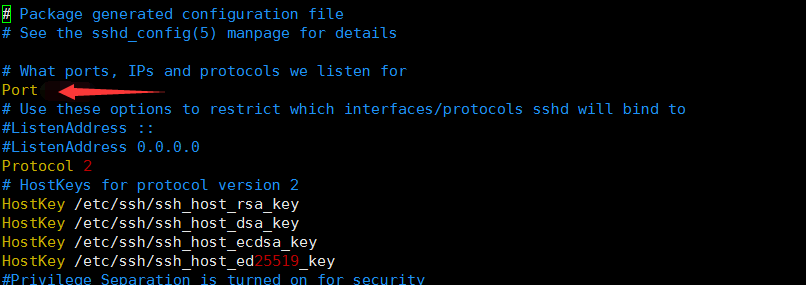 # Package generated configuration file
# See the sshd_config(5) manpage for details
# What ports, IPs and protocols we listen for
Port
# Use these options to restrict which interfaces/protocols sshd will bind to
#ListenAddress ::
#ListenAddress 0.0.0.0
Protocol 2
# HostKeys for protocol version 2
HostKey /etc/ssh/ssh_host_rsa_key
HostKey /etc/ssh/ssh_host_dsa_key
HostKey /etc/ssh/ssh_host_ecdsa_key
HostKey /etc/ssh/ssh_host_ed25519_key
#Privilege Separation is turned on for security